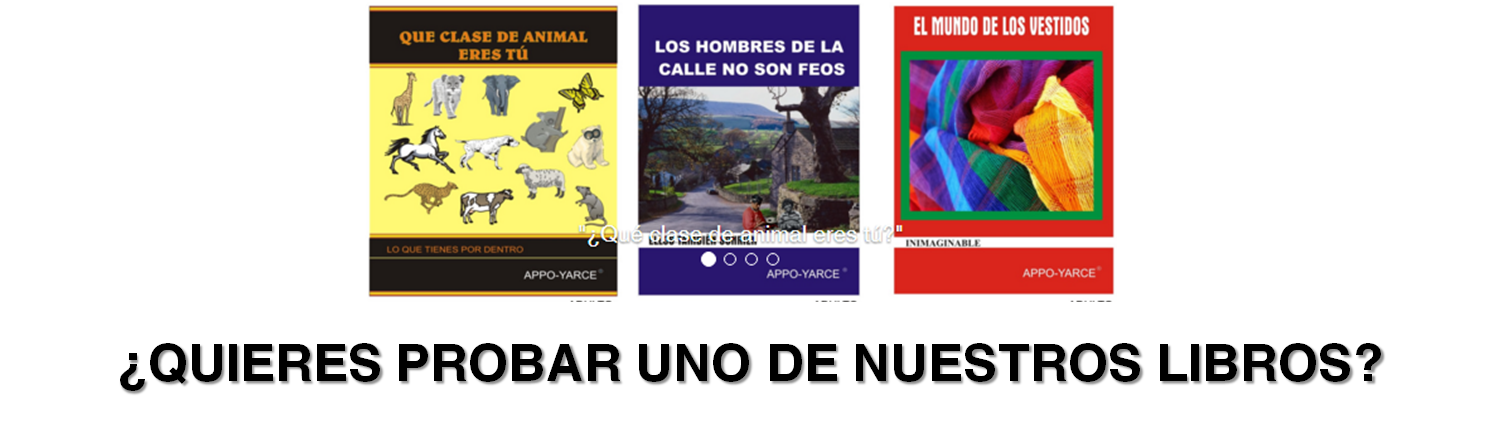 QUE CLASE DE ANIMAL
ERES TÚ
LO QUE TIENES POR DENTRO
APPO-YARCE®
LOS HOMBRES DE LA
CALLE NO SON FEOS
APPO-YARCE®
EL MUNDO DE LOS VESTIDOS
INIMAGINABLE
APPO-YARCE®
"¿Qué clase de animal eres tú?"
¿QUIERES PROBAR UNO DE NUESTROS LIBROS?